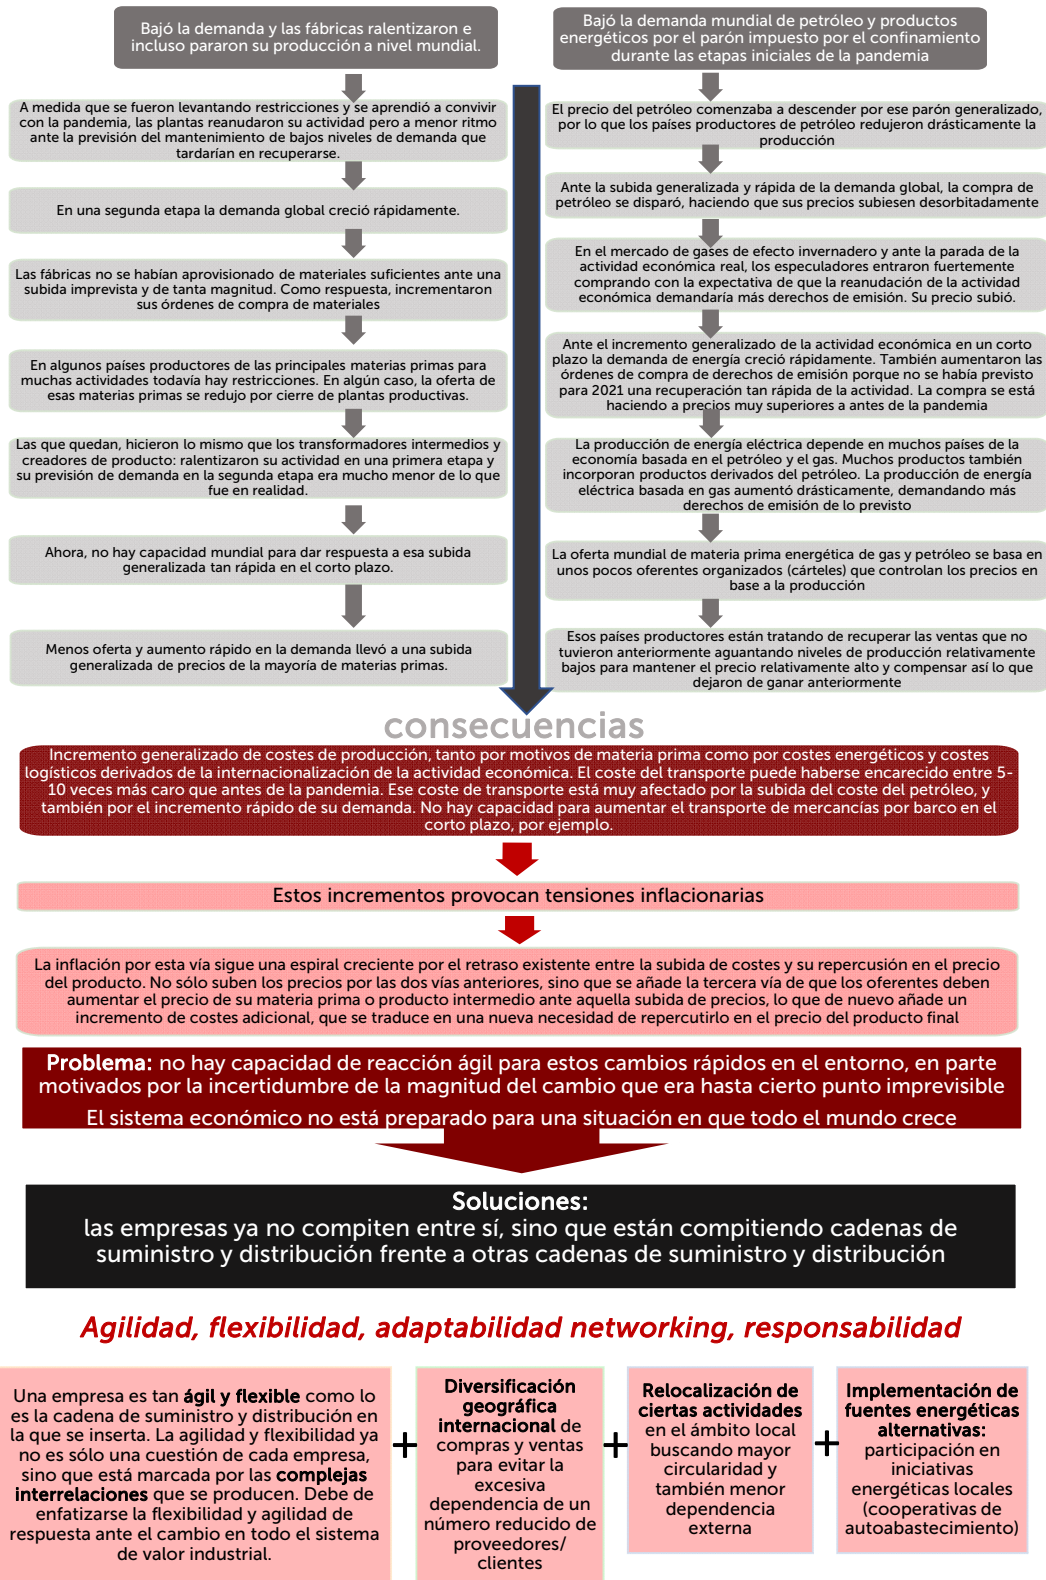 Bajó la demanda y las fábricas ralentizaron e
incluso pararon su producción a nivel mundial.
A medida que se fueron levantando restricciones y se aprendió a convivir
con la pandemia, las plantas reanudaron su actividad pero a menor ritmo
ante la previsión del mantenimiento de bajos niveles de demanda que
tardarían en recuperarse.
En una segunda etapa la demanda global creció rápidamente.
Las fábricas no se habían aprovisionado de materiales suficientes ante una
subida imprevista y de tanta magnitud. Como respuesta, incrementaron
sus órdenes de compra de materiales
En algunos países productores de las principales materias primas para
muchas actividades todavía hay restricciones. En algún caso, la oferta de
esas materias primas se redujo por cierre de plantas productivas.
Las que quedan, hicieron lo mismo que los transformadores intermedios y
creadores de producto: ralentizaron su actividad en una primera etapa y
su previsión de demanda en la segunda etapa era mucho menor de lo que
fue en realidad.
Ahora, no hay capacidad mundial para dar respuesta a esa subida
generalizada tan rápida en el corto plazo.
Menos oferta y aumento rápido en la demanda llevó a una subida
generalizada de precios de la mayoría de materias primas.
Bajó la demanda mundial de petróleo y productos
energéticos por el parón impuesto por el confinamiento
durante las etapas iniciales de la pandemia
El precio del petróleo comenzaba a descender por ese parón generalizado,
por lo que los países productores de petróleo redujeron drásticamente la
producción
Ante la subida generalizada y rápida de la demanda global, la compra de
petróleo se disparó, haciendo que sus precios subiesen desorbitadamente
En el mercado de gases de efecto invernadero y ante la parada de la
actividad económica real, los especuladores entraron fuertemente
comprando con la expectativa de que la reanudación de la actividad
económica demandaría más derechos de emisión. Su precio subió.
Ante el incremento generalizado de la actividad económica en un corto
plazo la demanda de energía creció rápidamente. También aumentaron las
órdenes de compra de derechos de emisión porque no se había previsto
para 2021 una recuperación tan rápida de la actividad. La compra se está
haciendo a precios muy superiores a antes de la pandemia
La producción de energía eléctrica depende en muchos países de la
economía basada en el petróleo y el gas. Muchos productos también
incorporan productos derivados del petróleo. La producción de energía
eléctrica basada en gas aumentó drásticamente, demandando más
derechos de emisión de lo previsto
La oferta mundial de materia prima energética de gas y petróleo se basa en
unos pocos oferentes organizados (cárteles) que controlan los precios en
base a la producción
Esos países productores están tratando de recuperar las ventas que no
tuvieron anteriormente aguantando niveles de producción relativamente
bajos para mantener el precio relativamente alto y compensar así lo que
dejaron de ganar anteriormente
consecuencias
Incremento generalizado de costes de producción, tanto por motivos de materia prima como por costes energéticos y costes
logísticos derivados de la internacionalización de la actividad económica. El coste del transporte puede haberse encarecido entre 5-
10 veces más caro que antes de la pandemia. Ese coste de transporte está muy afectado por la subida del coste del petróleo, y
también por el incremento rápido de su demanda. No hay capacidad para aumentar el transporte de mercancías por barco en el
corto plazo, por ejemplo.
Estos incrementos provocan tensiones inflacionarias
La inflación por esta vía sigue una espiral creciente por el retraso existente entre la subida de costes y su repercusión en el precio
del producto. No sólo suben los precios por las dos vías anteriores, sino que se añade la tercera vía de que los oferentes deben
aumentar el precio de su materia prima o producto intermedio ante aquella subida de precios, lo que de nuevo añade un
incremento de costes adicional, que se traduce en una nueva necesidad de repercutirlo en el precio del producto final
Problema: no hay capacidad de reacción ágil para estos cambios rápidos en el entorno, en parte
motivados por la incertidumbre de la magnitud del cambio que era hasta cierto punto imprevisible
El sistema económico no está preparado para una situación en que todo el mundo crece
Soluciones:
las empresas ya no compiten entre sí, sino que están compitiendo cadenas de
suministro y distribución frente a otras cadenas de suministro y distribución
Agilidad, flexibilidad, adaptabilidad networking, responsabilidad
Una empresa es tan ágil y flexible como lo
es la cadena de suministro y distribución en
la que se inserta. La agilidad y flexibilidad ya
no es sólo una cuestión de cada empresa,
sino que está marcada por las complejas
interrelaciones que se producen. Debe de
enfatizarse la flexibilidad y agilidad de
respuesta ante el cambio en todo el sistema
de valor industrial.
+
Diversificación
geográfica
internacional de
compras y ventas
para evitar la
excesiva
dependencia de un
número reducido de
proveedores/
clientes
+
Relocalización de
ciertas actividades
en el ámbito local
buscando mayor
circularidad y
también menor
dependencia
externa
+
Implementación de
fuentes energéticas
alternativas:
participación en
iniciativas
energéticas locales
(cooperativas de
autoabastecimiento)